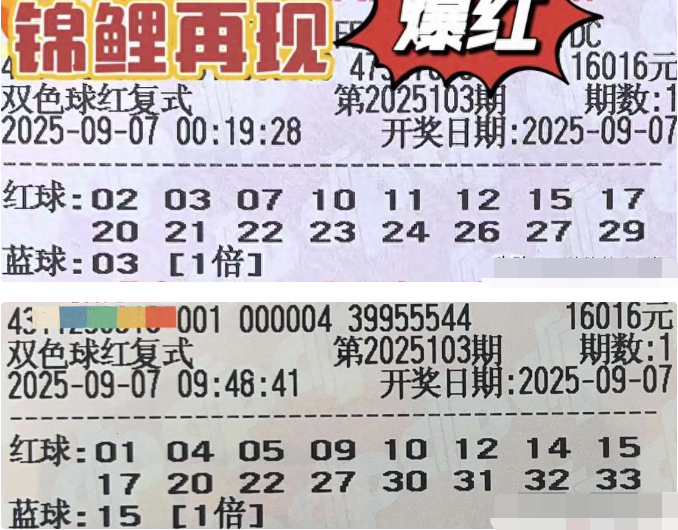 锦鲤再现
爆红
DC
16016元
双色球红复式 第2025103期 期数:1
2025-09-07 00:19:28 开奖日期:2025-09-07
红球: 02 03 07 10 11 12 15 17
20 21 22 23 24 26 27 29
蓝球: 03 [1倍]
001 000004 39955544 16016元
双色球红复式 第2025103期 期数:1
2025-09-07 09:48:41 开奖日期:2025-09-07
红球: 01 04 05 09 10 12 14 15
17 20 22 27 30 31 32 33
蓝球: 15 [1倍]